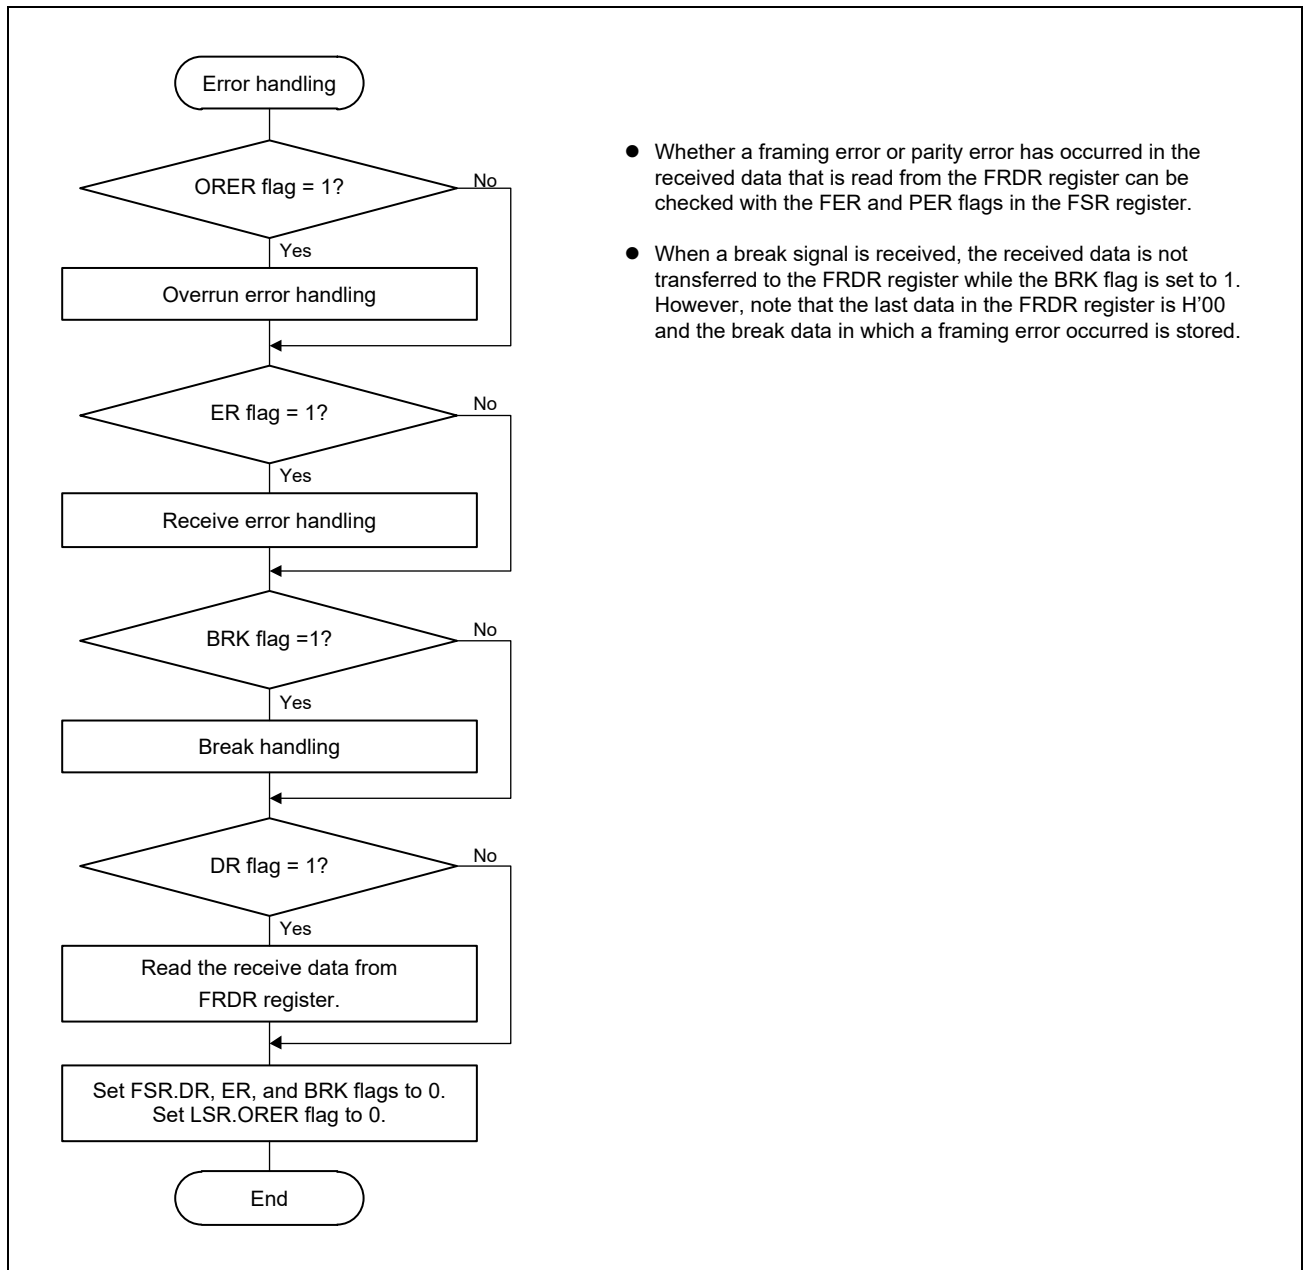 Error handling
ORER flag = 1?
No
Yes
Overrun error handling
ER flag = 1?
No
Yes
Receive error handling
BRK flag =1?
No
Yes
Break handling
DR flag = 1?
No
Yes
Read the receive data from
FRDR register.
Set FSR.DR, ER, and BRK flags to 0.
Set LSR.ORER flag to 0.
End
● Whether a framing error or parity error has occurred in the
received data that is read from the FRDR register can be
checked with the FER and PER flags in the FSR register.
● When a break signal is received, the received data is not
transferred to the FRDR register while the BRK flag is set to 1.
However, note that the last data in the FRDR register is H’00
and the break data in which a framing error occurred is stored.